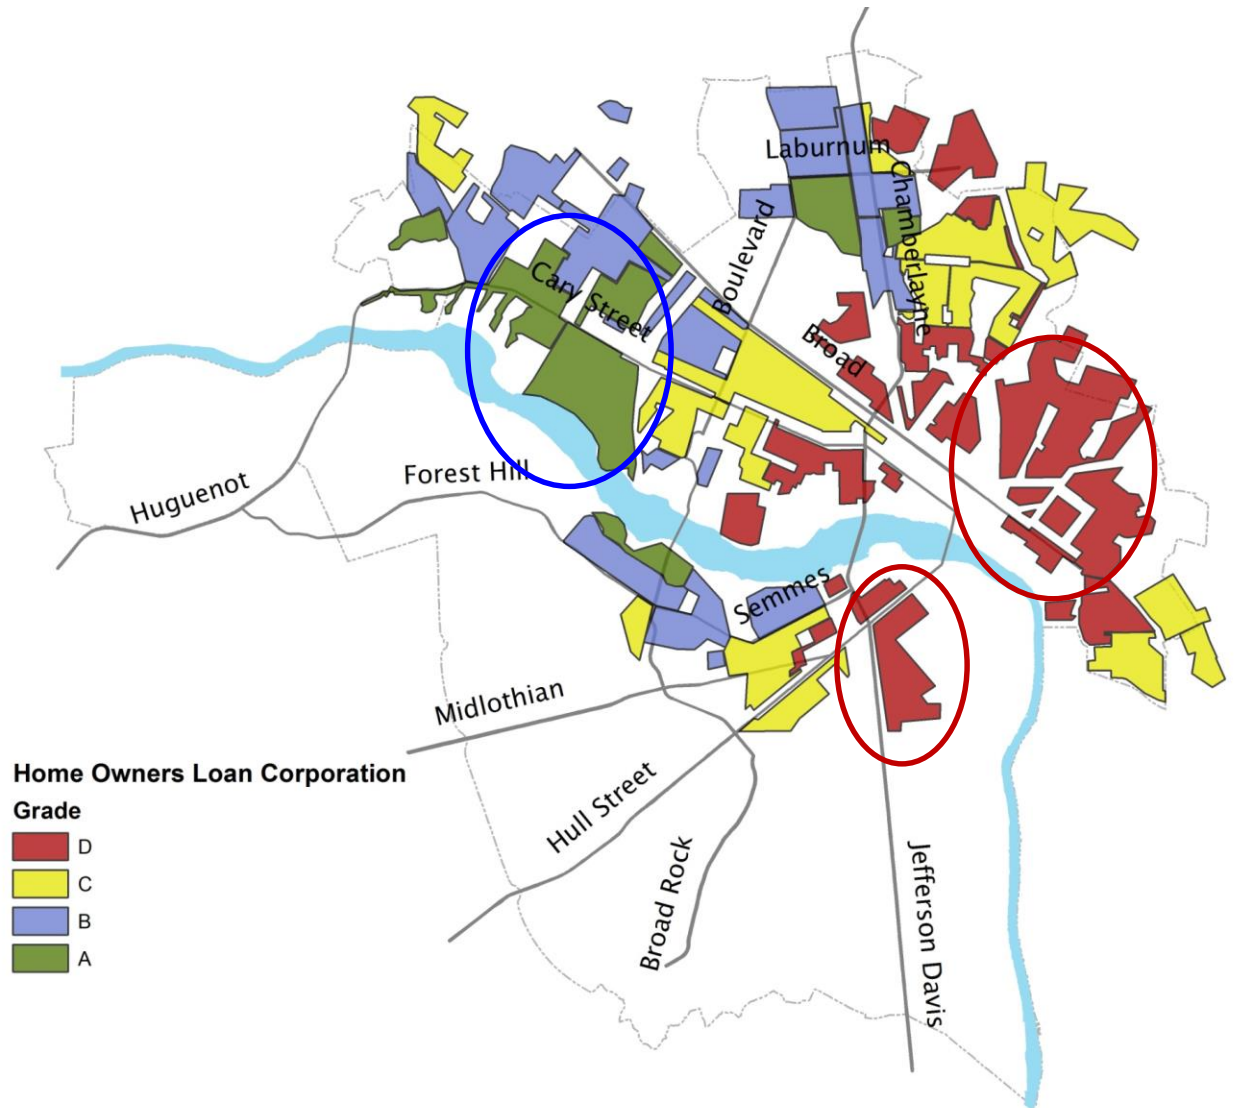 Laburnum
Chamberlayne
Boulevard
Cary Street
Broad
Forest Hill
Huguenot
Semmes
Midlothian
Hull Street
Broad Rock
Jefferson Davis
Home Owners Loan Corporation
Grade
D
C
B
A